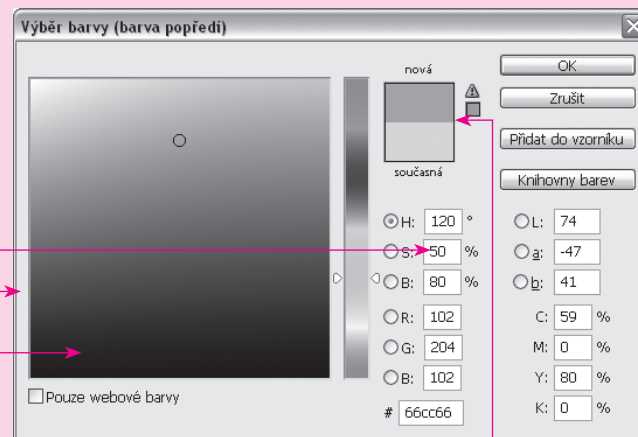 Výběr barvy (barva popředí)
nová
současná
OK
Zrušit
Přidat do vzorníku
Knihovny barev
H: 120 °
S: 50 %
B: 80 %
R: 102
G: 204
B: 102
# 66cc66
L: 74
a: -47
b: 41
C: 59 %
M: 0 %
Y: 80 %
K: 0 %
Pouze webové barvy